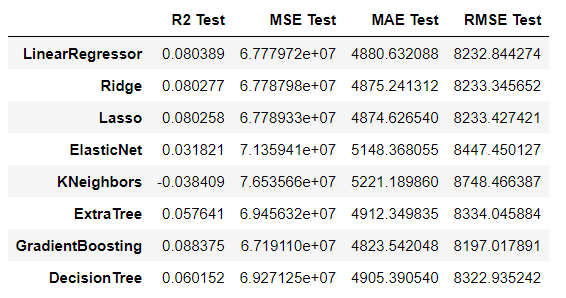 R2 Test MSE Test MAE Test RMSE Test
LinearRegressor 0.080389 6.777972e+07 4880.632088 8232.844274
Ridge 0.080277 6.778798e+07 4875.241312 8233.345652
Lasso 0.080258 6.778933e+07 4874.626540 8233.427421
ElasticNet 0.031821 7.135941e+07 5148.368055 8447.450127
KNeighbors -0.038409 7.653566e+07 5221.189860 8748.466387
ExtraTree 0.057641 6.945632e+07 4912.349835 8334.045884
GradientBoosting 0.088375 6.719110e+07 4823.542048 8197.017891
DecisionTree 0.060152 6.927125e+07 4905.390540 8322.935242